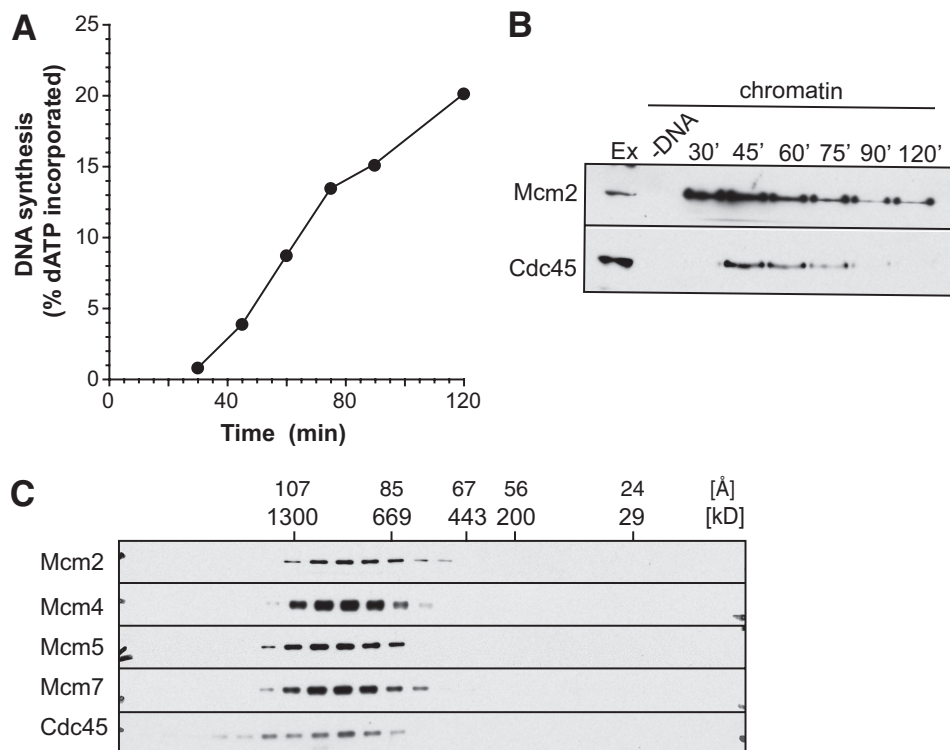 A
25
20
15
10
5
0
DNA synthesis
(% dATP incorporated)
0 40 80 120
Time (min)
B
chromatin
Ex -DNA 30' 45' 60' 75' 90' 120'
Mcm2
Cdc45
C
107 85 67 56 24 [Å]
1300 669 443 200 29 [kD]
Mcm2
Mcm4
Mcm5
Mcm7
Cdc45